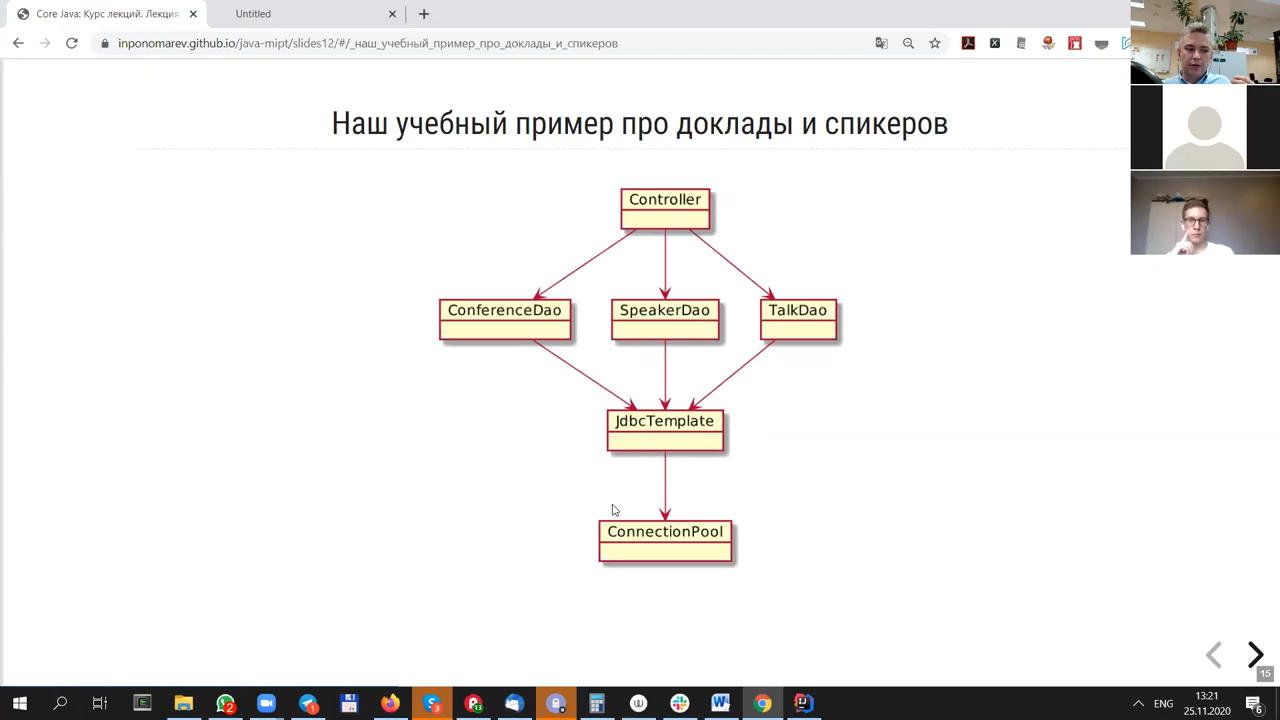 Core Java: Курс лекций. Лекция
Untitled
inponomarev.github.io/java-mipt/slides12/#/_наш_учебный_пример_про_доклады_и_спикеров
Наш учебный пример про доклады и спикеров
Controller
ConferenceDao
SpeakerDao
TalkDao
JdbcTemplate
ConnectionPool
15
13:21
ENG
25.11.2020